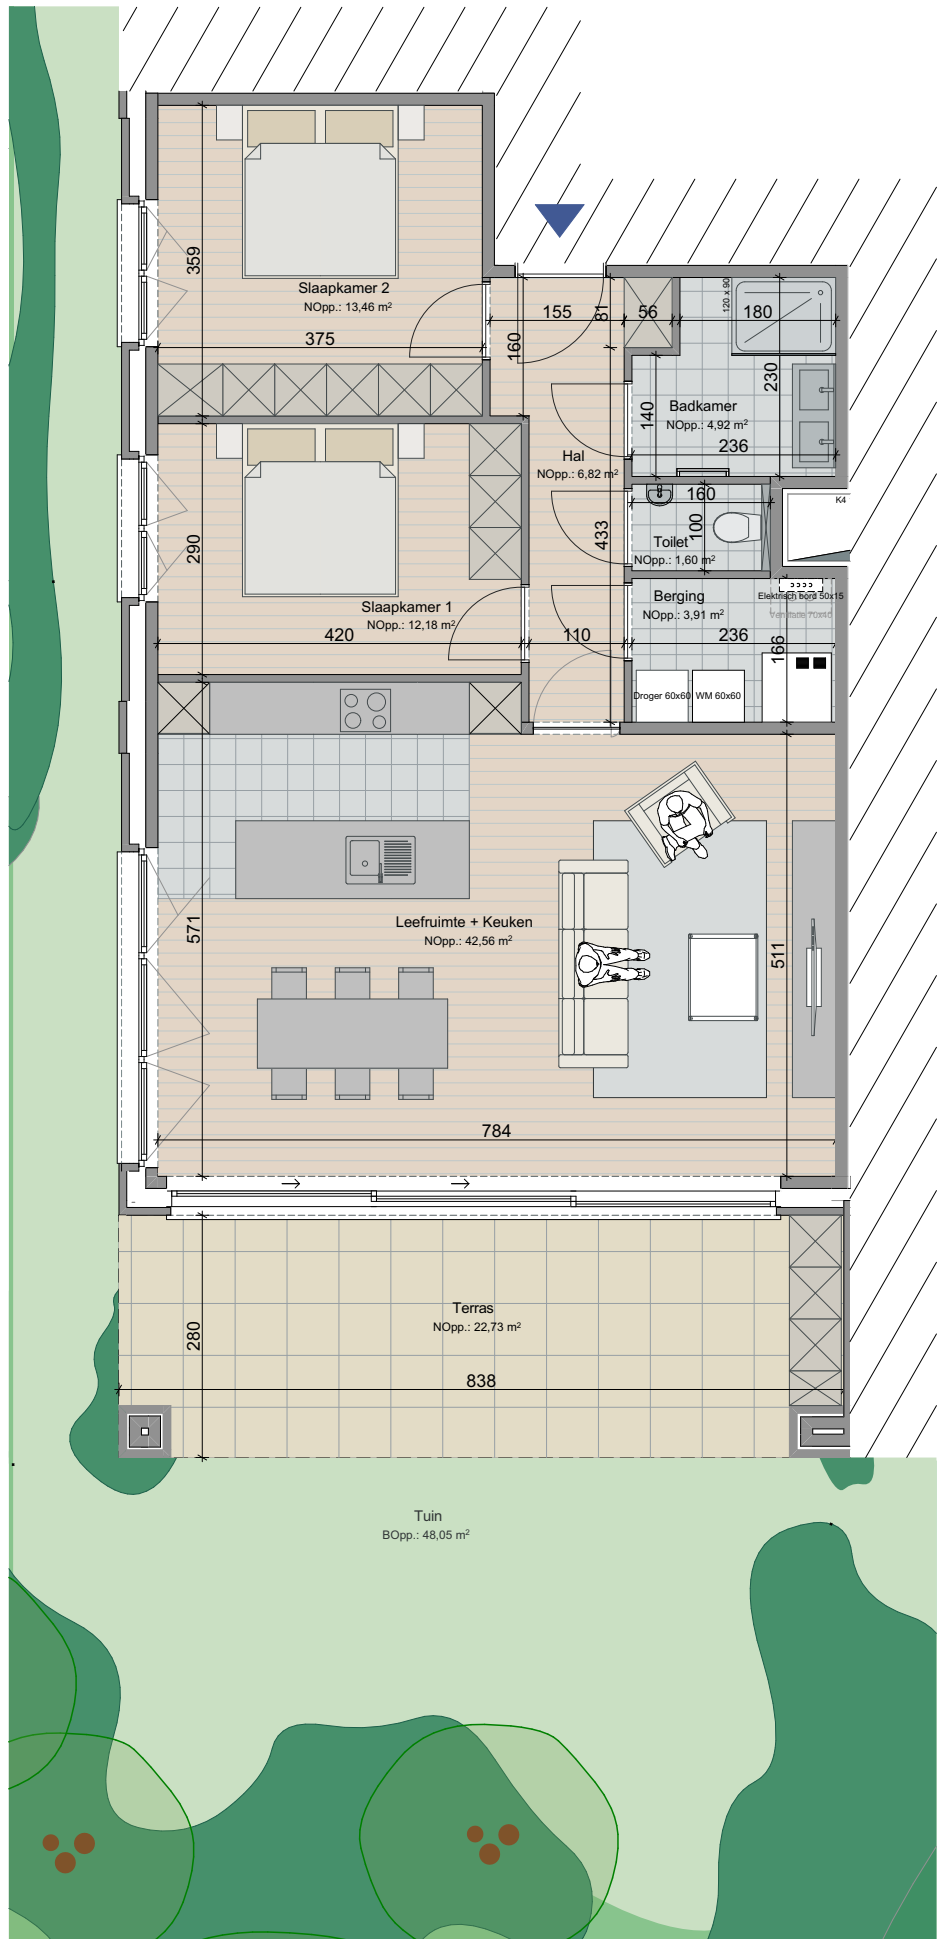 359
Slaapkamer 2
NOpp.: 13,46 m²
375
155
81
56
120 x 90
180
160
230
140
Badkamer
NOpp.: 4,92 m²
236
Hal
NOpp.: 6,82 m²
160
K4
290
433
100
Toilet
NOpp.: 1,60 m²
Slaapkamer 1
NOpp.: 12,18 m²
Berging
NOpp.: 3,91 m²
Elektrisch bord 50x15
420
110
236
166
Droger 60x60
WM 60x60
571
Leefruimte + Keuken
NOpp.: 42,56 m²
511
784
Terras
NOpp.: 22,73 m²
280
838
Tuin
BOpp.: 48,05 m²